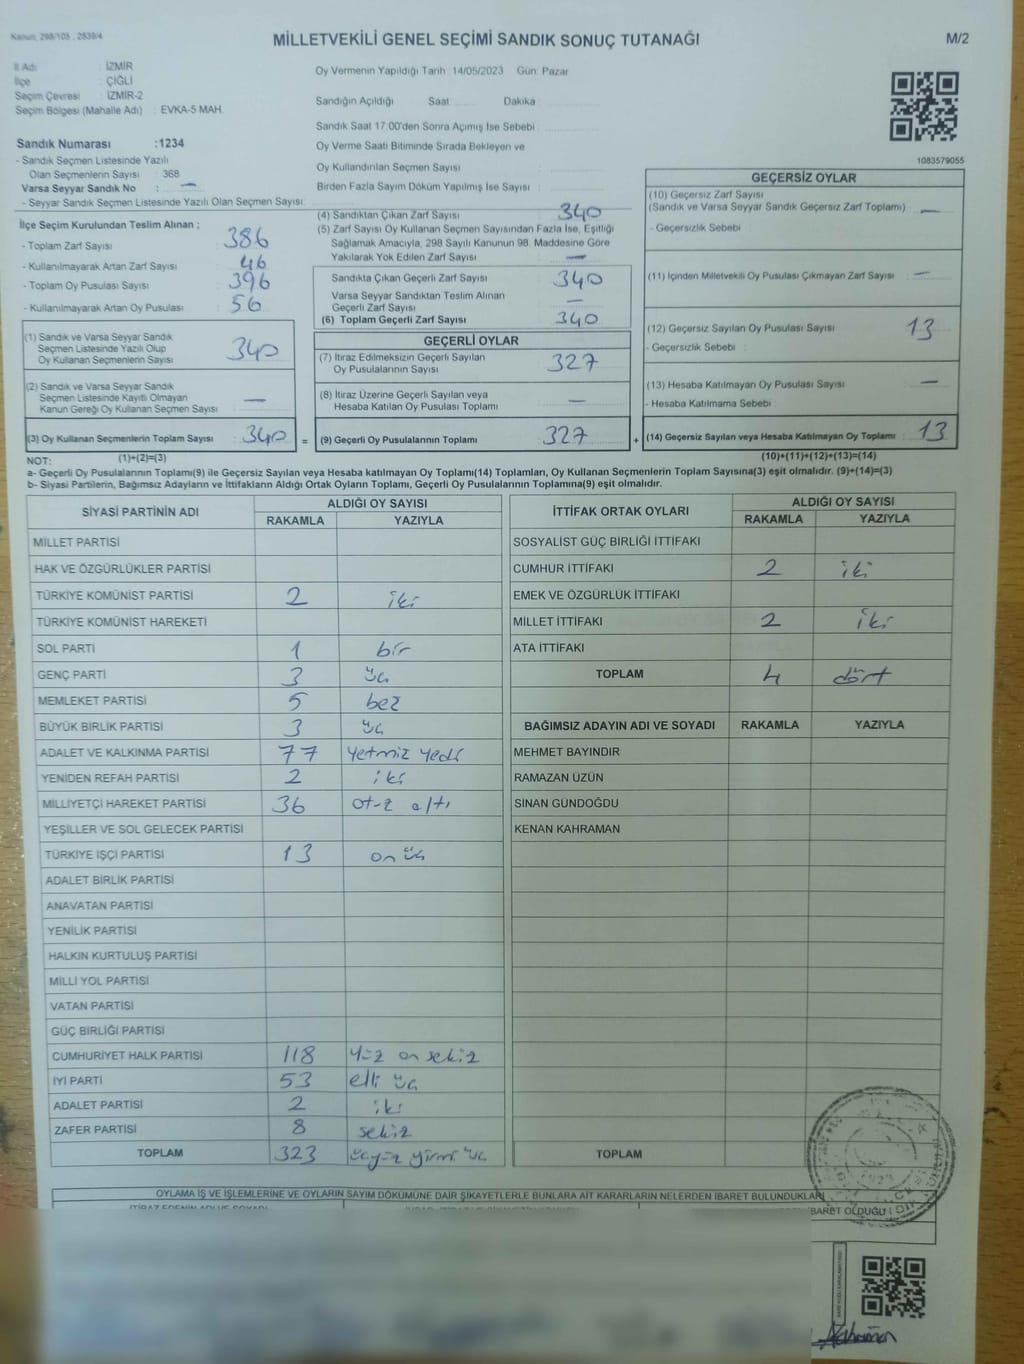 Kanun: 298/105 , 2839/4
MİLLETVEKİLİ GENEL SEÇİMİ SANDIK SONUÇ TUTANAĞI
M/2
İl Adı : İZMİR
İlçe : ÇİĞLİ
Seçim Çevresi : İZMİR-2
Seçim Bölgesi (Mahalle Adı) : EVKA-5 MAH.
Oy Vermenin Yapıldığı Tarih : 14/05/2023 Gün: Pazar
Sandığın Açıldığı Saat Dakika
Sandık Saat 17:00'den Sonra Açmış İse Sebebi :
Oy Verme Saati Bitiminde Sırada Bekleyen ve
Oy Kullandırılan Seçmen Sayısı :
Birden Fazla Sayım Döküm Yapılmış İse Sayısı :
1083579055
Sandık Numarası :1234
- Sandık Seçmen Listesinde Yazılı
Olan Seçmenlerin Sayısı : 368
Varsa Seyyar Sandık No : —
- Seyyar Sandık Seçmen Listesinde Yazılı Olan Seçmen Sayısı:
İlçe Seçim Kurulundan Teslim Alınan ;
- Toplam Zarf Sayısı : 386
- Kullanılmayarak Artan Zarf Sayısı : 46
- Toplam Oy Pusulası Sayısı : 396
- Kullanılmayarak Artan Oy Pusulası : 56
(1) Sandık ve Varsa Seyyar Sandık
Seçmen Listesinde Yazılı Olup
Oy Kullanan Seçmenlerin Sayısı : 340
(2) Sandık ve Varsa Seyyar Sandık
Seçmen Listesinde Kayıtlı Olmayan
Kanun Gereği Oy Kullanan Seçmen Sayısı : —
(3) Oy Kullanan Seçmenlerin Toplam Sayısı : 340
(1)+(2)=(3)
(4) Sandıktan Çıkan Zarf Sayısı : 340
(5) Zarf Sayısı Oy Kullanan Seçmen Sayısından Fazla İse, Eşitliği
Sağlamak Amacıyla, 298 Sayılı Kanunun 98. Maddesine Göre
Yakılarak Yok Edilen Zarf Sayısı : —
Sandıkta Çıkan Geçerli Zarf Sayısı : 340
Varsa Seyyar Sandıktan Teslim Alınan
Geçerli Zarf Sayısı : —
(6) Toplam Geçerli Zarf Sayısı : 340
GEÇERLİ OYLAR
(7) İtiraz Edilmeksizin Geçerli Sayılan
Oy Pusulalarının Sayısı : 327
(8) İtiraz Üzerine Geçerli Sayılan veya
Hesaba Katılan Oy Pusulası Toplamı : —
= (9) Geçerli Oy Pusulalarının Toplamı : 327
GEÇERSİZ OYLAR
(10) Geçersiz Zarf Sayısı
(Sandık ve Varsa Seyyar Sandık Geçersiz Zarf Toplamı) : —
- Geçersizlik Sebebi :
(11) İçinden Milletvekili Oy Pusulası Çıkmayan Zarf Sayısı : —
(12) Geçersiz Sayılan Oy Pusulası Sayısı : 13
- Geçersizlik Sebebi :
(13) Hesaba Katılmayan Oy Pusulası Sayısı : —
- Hesaba Katılmama Sebebi :
+ (14) Geçersiz Sayılan veya Hesaba Katılmayan Oy Toplamı : 13
(10)+(11)+(12)+(13)=(14)
NOT:
a- Geçerli Oy Pusulalarının Toplamı(9) ile Geçersiz Sayılan veya Hesaba katılmayan Oy Toplamı(14) Toplamları, Oy Kullanan Seçmenlerin Toplam Sayısına(3) eşit olmalıdır. (9)+(14)=(3)
b- Siyasi Partilerin, Bağımsız Adayların ve İttifakların Aldığı Ortak Oyların Toplamı, Geçerli Oy Pusulalarının Toplamına(9) eşit olmalıdır.
SİYASİ PARTİNİN ADI ALDIĞI OY SAYISI
RAKAMLA YAZIYLA
MİLLET PARTİSİ
HAK VE ÖZGÜRLÜKLER PARTİSİ
TÜRKİYE KOMÜNİST PARTİSİ 2 iki
TÜRKİYE KOMÜNİST HAREKETİ
SOL PARTİ 1 bir
GENÇ PARTİ 3 üç
MEMLEKET PARTİSİ 5 beş
BÜYÜK BİRLİK PARTİSİ 3 üç
ADALET VE KALKINMA PARTİSİ 77 yetmiş yedi
YENİDEN REFAH PARTİSİ 2 iki
MİLLİYETÇİ HAREKET PARTİSİ 36 otuz altı
YEŞİLLER VE SOL GELECEK PARTİSİ
TÜRKİYE İŞÇİ PARTİSİ 13 on üç
ADALET BİRLİK PARTİSİ
ANAVATAN PARTİSİ
YENİLİK PARTİSİ
HALKIN KURTULUŞ PARTİSİ
MİLLİ YOL PARTİSİ
VATAN PARTİSİ
GÜÇ BİRLİĞİ PARTİSİ
CUMHURİYET HALK PARTİSİ 118 yüz on sekiz
İYİ PARTİ 53 elli üç
ADALET PARTİSİ 2 iki
ZAFER PARTİSİ 8 sekiz
TOPLAM 323 üçyüz yirmi üç
İTTİFAK ORTAK OYLARI ALDIĞI OY SAYISI
RAKAMLA YAZIYLA
SOSYALİST GÜÇ BİRLİĞİ İTTİFAKI
CUMHUR İTTİFAKI 2 iki
EMEK VE ÖZGÜRLÜK İTTİFAKI
MİLLET İTTİFAKI 2 iki
ATA İTTİFAKI
TOPLAM 4 dört
BAĞIMSIZ ADAYIN ADI VE SOYADI RAKAMLA YAZIYLA
MEHMET BAYINDIR
RAMAZAN ÜZÜN
SİNAN GÜNDOĞDU
KENAN KAHRAMAN
TOPLAM
OYLAMA İŞ VE İŞLEMLERİNE VE OYLARIN SAYIM DÖKÜMÜNE DAİR ŞİKAYETLERLE BUNLARA AİT KARARLARIN NELERDEN İBARET BULUNDUKLARI
İTİRAZ EDENİN ADI VE SOYADI
İBARET OLDUĞU